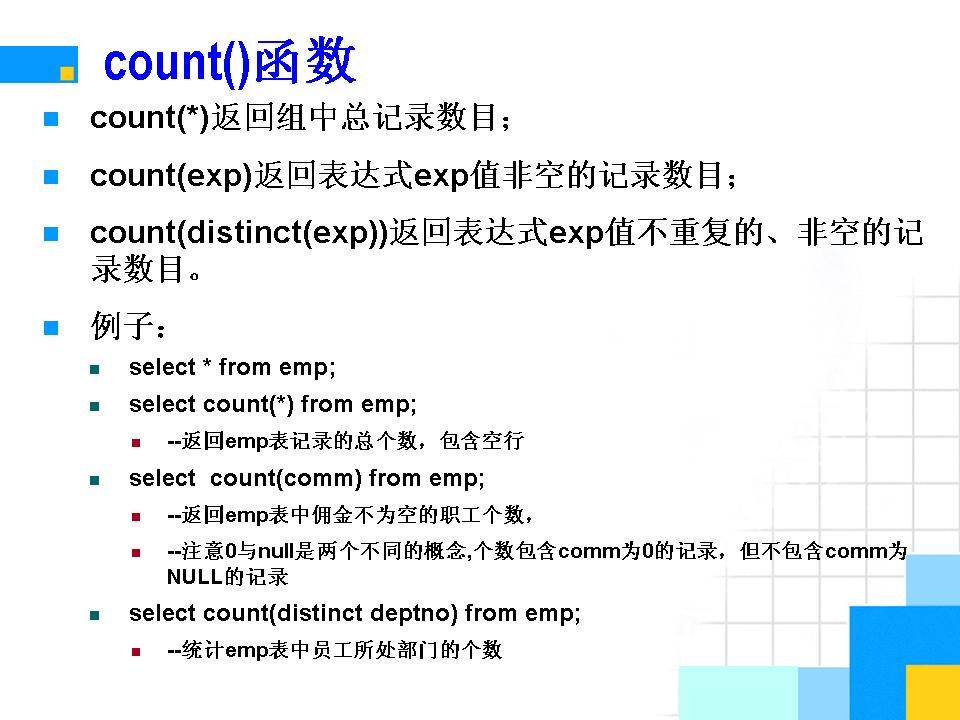 count()函数
count(*)返回组中总记录数目；
count(exp)返回表达式exp值非空的记录数目；
count(distinct(exp))返回表达式exp值不重复的、非空的记
录数目。
例子：
select * from emp;
select count(*) from emp;
--返回emp表记录的总个数，包含空行
select  count(comm) from emp;
--返回emp表中佣金不为空的职工个数，
--注意0与null是两个不同的概念,个数包含comm为0的记录，但不包含comm为
NULL的记录
select count(distinct deptno) from emp;
--统计emp表中员工所处部门的个数